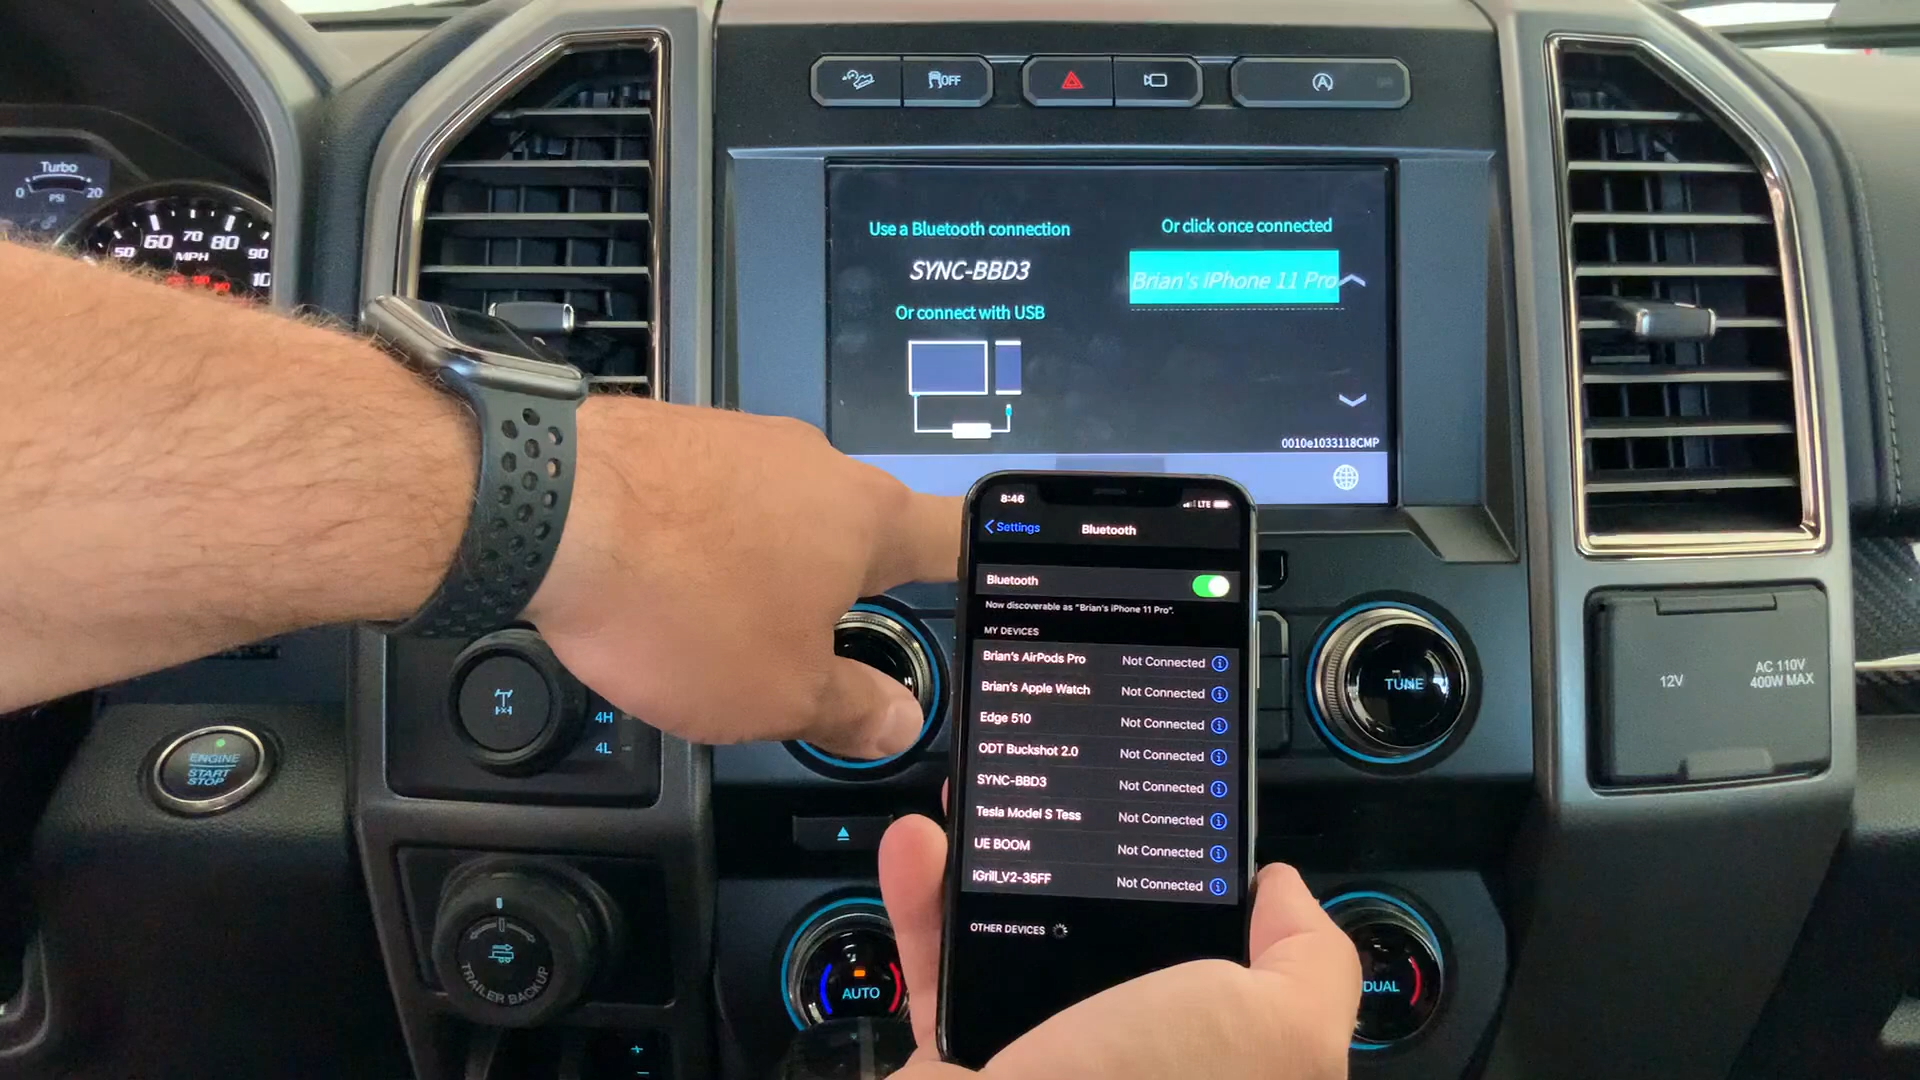 OFF
Turbo
0
20
PSI
50
60
70
80
90
10
MPH
Use a Bluetooth connection
SYNC-BBD3
Or connect with USB
Or click once connected
Brian's iPhone 11 Pro
0010e1033118CMP
8:46
LTE
Settings
Bluetooth
Bluetooth
Now discoverable as "Brian's iPhone 11 Pro".
MY DEVICES
Brian's AirPods Pro Not Connected
Brian's Apple Watch Not Connected
Edge 510 Not Connected
ODT Buckshot 2.0 Not Connected
SYNC-BBD3 Not Connected
Tesla Model S Tess Not Connected
UE BOOM Not Connected
iGrill_V2-35FF Not Connected
OTHER DEVICES
TUNE
12V
AC 110V
400W MAX
4H
4L
ENGINE
START
STOP
TRAILER BACKUP
AUTO
DUAL